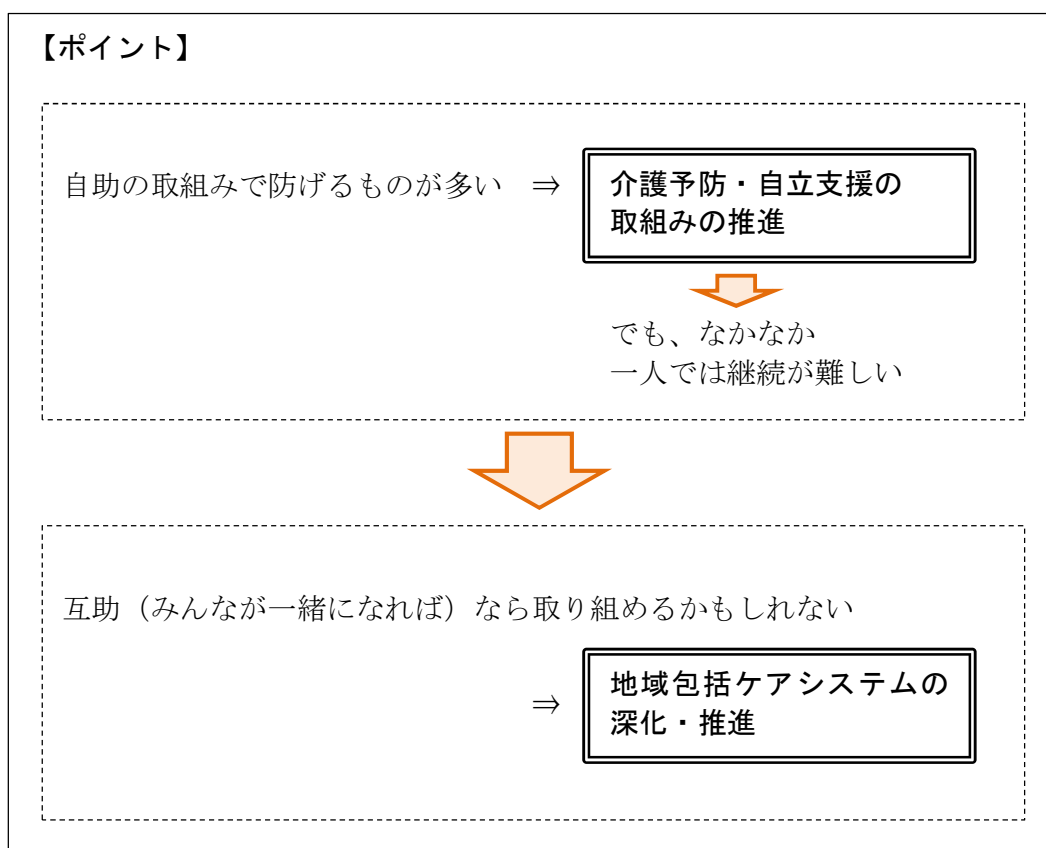 【ポイント】
自助の取組みで防げるものが多い ⇒ 介護予防・自立支援の
取組みの推進
でも、なかなか
一人では継続が難しい
互助（みんなが一緒になれば）なら取り組めるかもしれない
⇒ 地域包括ケアシステムの
深化・推進